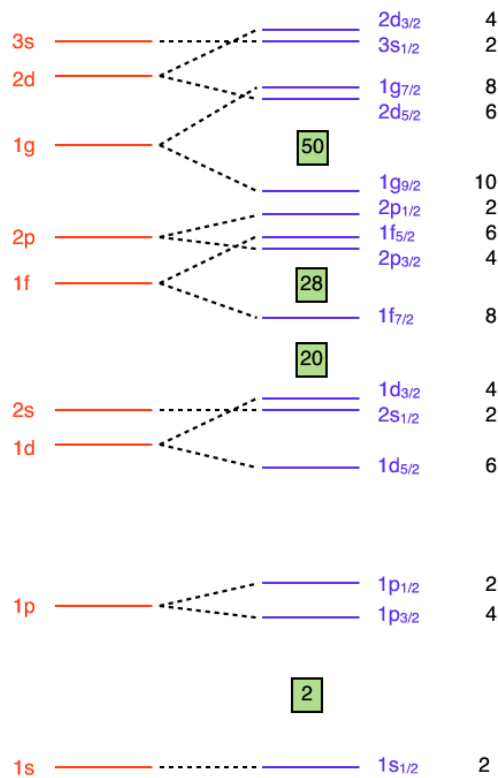 2d3/2 4
3s 3s1/2 2
2d
1g7/2 8
2d5/2 6
1g 50
1g9/2 10
2p1/2 2
2p 1f5/2 6
2p3/2 4
1f 28
1f7/2 8
20
1d3/2 4
2s 2s1/2 2
1d
1d5/2 6
1p1/2 2
1p 1p3/2 4
2
1s 1s1/2 2